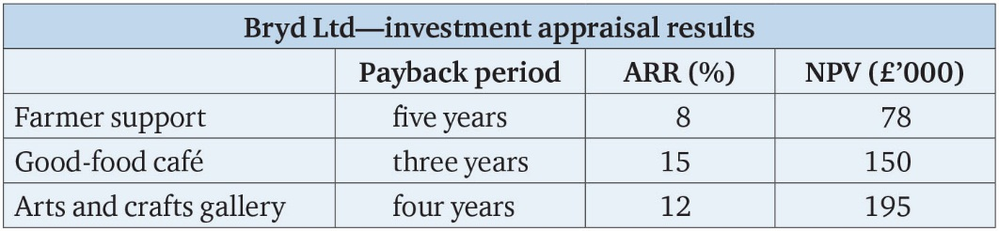 Bryd Ltd—investment appraisal results
Payback period ARR (%) NPV (£’000)
Farmer support five years 8 78
Good-food café three years 15 150
Arts and crafts gallery four years 12 195